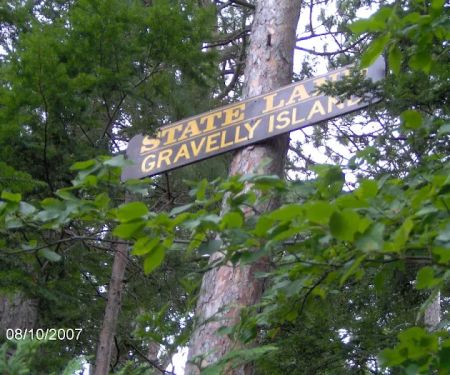 STATE LAND
GRAVELLY ISLAND
08/10/2007